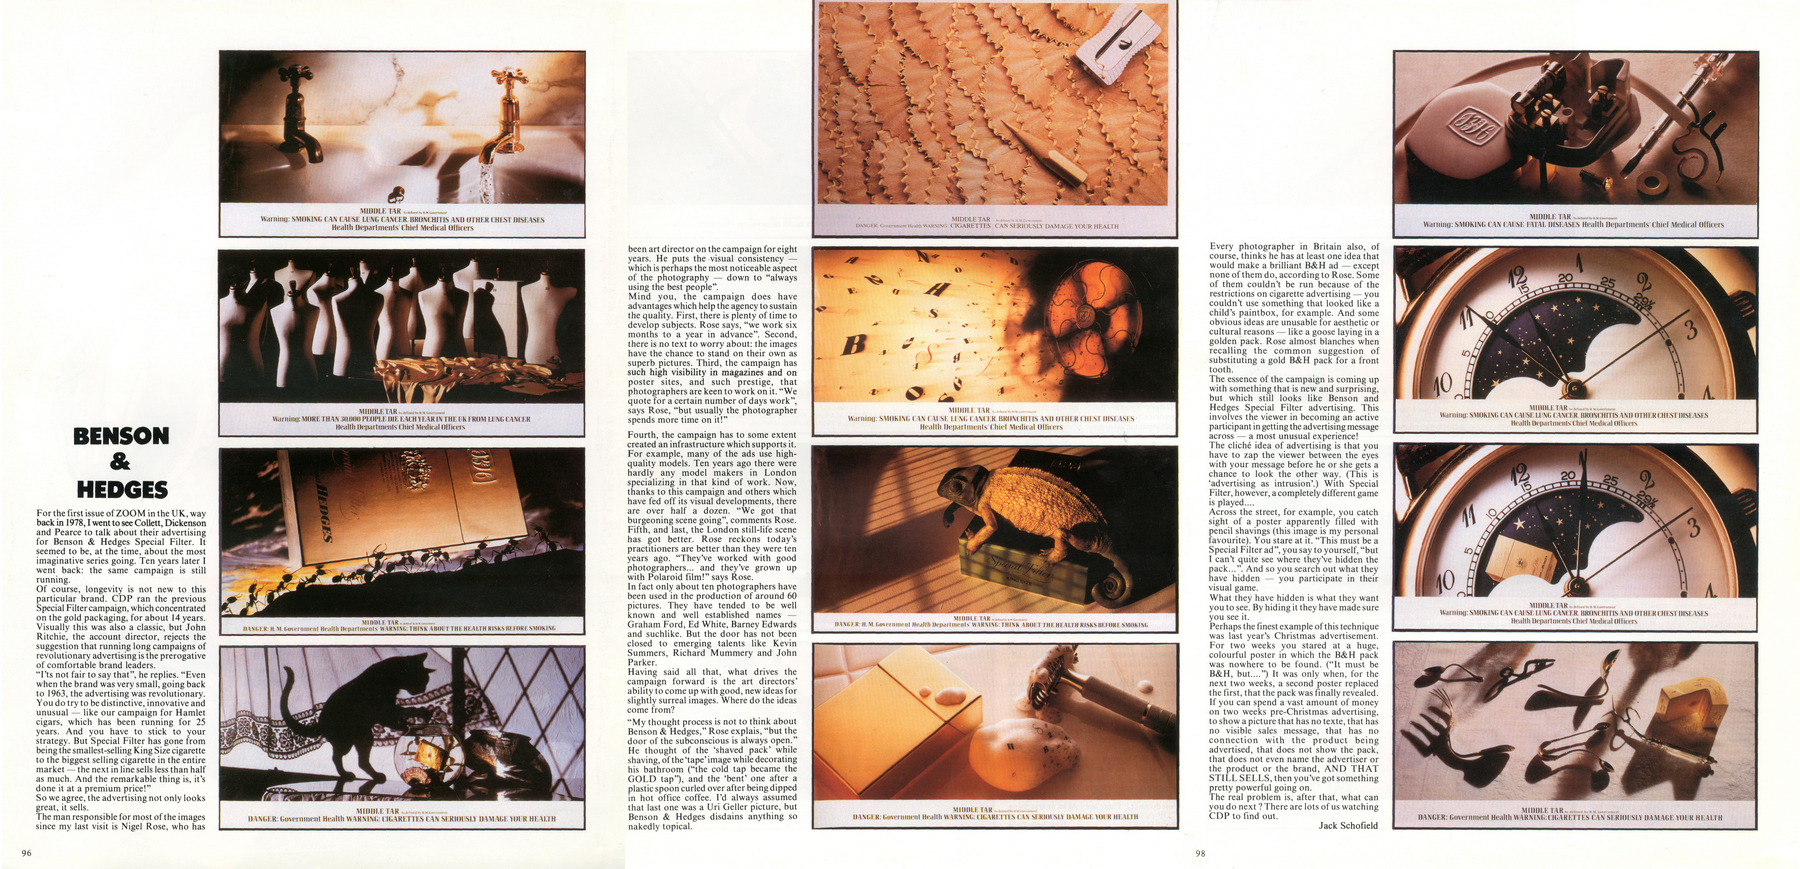 BENSON
&
HEDGES
For the first issue of ZOOM in the UK, way
back in 1978, I went to see Collett, Dickenson
and Pearce to talk about their advertising
for Benson & Hedges Special Filter. It
seemed to be, at the time, about the most
imaginative series going. Ten years later I
went back: the same campaign is still
running.
Of course, longevity is not new to this
particular brand. CDP ran the previous
Special Filter campaign, which concentrated
on the gold packaging, for about 14 years.
Visually this was also a classic, but John
Ritchie, the account director, rejects the
suggestion that running long campaigns of
revolutionary advertising is the prerogative
of comfortable brand leaders.
“I'ts not fair to say that”, he replies. “Even
when the brand was very small, going back
to 1963, the advertising was revolutionary.
You do try to be distinctive, innovative and
unusual — like our campaign for Hamlet
cigars, which has been running for 25
years. And you have to stick to your
strategy. But Special Filter has gone from
being the smallest-selling King Size cigarette
to the biggest selling cigarette in the entire
market — the next in line sells less than half
as much. And the remarkable thing is, it's
done it at a premium price!”
So we agree, the advertising not only looks
great, it sells.
The man responsible for most of the images
since my last visit is Nigel Rose, who has
96
MIDDLE TAR
Warning: SMOKING CAN CAUSE LUNG CANCER, BRONCHITIS AND OTHER CHEST DISEASES
Health Departments' Chief Medical Officers
MIDDLE TAR
Warning: MORE THAN 30,000 PEOPLE DIE EACH YEAR IN THE UK FROM LUNG CANCER
Health Departments' Chief Medical Officers
HEDGES
MIDDLE TAR
DANGER: H.M. Government Health Departments' WARNING: THINK ABOUT THE HEALTH RISKS BEFORE SMOKING
MIDDLE TAR
DANGER: Government Health WARNING: CIGARETTES CAN SERIOUSLY DAMAGE YOUR HEALTH
been art director on the campaign for eight
years. He puts the visual consistency —
which is perhaps the most noticeable aspect
of the photography — down to “always
using the best people”.
Mind you, the campaign does have
advantages which help the agency to sustain
the quality. First, there is plenty of time to
develop subjects. Rose says, “we work six
months to a year in advance”. Second,
there is no text to worry about: the images
have the chance to stand on their own as
superb pictures. Third, the campaign has
such high visibility in magazines and on
poster sites, and such prestige, that
photographers are keen to work on it. “We
quote for a certain number of days work”,
says Rose, “but usually the photographer
spends more time on it!”
Fourth, the campaign has to some extent
created an infrastructure which supports it.
For example, many of the ads use high-
quality models. Ten years ago there were
hardly any model makers in London
specializing in that kind of work. Now,
thanks to this campaign and others which
have fed off its visual developments, there
are over half a dozen. “We got that
burgeoning scene going”, comments Rose.
Fifth, and last, the London still-life scene
has got better. Rose reckons today's
practitioners are better than they were ten
years ago. “They've worked with good
photographers... and they've grown up
with Polaroid film!” says Rose.
In fact only about ten photographers have
been used in the production of around 60
pictures. They have tended to be well
known and well established names —
Graham Ford, Ed White, Barney Edwards
and suchlike. But the door has not been
closed to emerging talents like Kevin
Summers, Richard Mummery and John
Parker.
Having said all that, what drives the
campaign forward is the art directors'
ability to come up with good, new ideas for
slightly surreal images. Where do the ideas
come from?
“My thought process is not to think about
Benson & Hedges,” Rose explais, “but the
door of the subconscious is always open.”
He thought of the ‘shaved pack’ while
shaving, of the ‘tape’ image while decorating
his bathroom (“the cold tap became the
GOLD tap”), and the ‘bent’ one after a
plastic spoon curled over after being dipped
in hot office coffee. I'd always assumed
that last one was a Uri Geller picture, but
Benson & Hedges disdains anything so
nakedly topical.
MIDDLE TAR
DANGER: Government Health WARNING: CIGARETTES CAN SERIOUSLY DAMAGE YOUR HEALTH
MIDDLE TAR
Warning: SMOKING CAN CAUSE LUNG CANCER, BRONCHITIS AND OTHER CHEST DISEASES
Health Departments' Chief Medical Officers
Special Filter
MIDDLE TAR
DANGER: H.M. Government Health Departments' WARNING: THINK ABOUT THE HEALTH RISKS BEFORE SMOKING
MIDDLE TAR
DANGER: Government Health WARNING: CIGARETTES CAN SERIOUSLY DAMAGE YOUR HEALTH
Every photographer in Britain also, of
course, thinks he has at least one idea that
would make a brilliant B&H ad — except
none of them do, according to Rose. Some
of them couldn't be run because of the
restrictions on cigarette advertising — you
couldn't use something that looked like a
child's paintbox, for example. And some
obvious ideas are unusable for aesthetic or
cultural reasons — like a goose laying in a
golden pack. Rose almost blanches when
recalling the common suggestion of
substituting a gold B&H pack for a front
tooth.
The essence of the campaign is coming up
with something that is new and surprising,
but which still looks like Benson and
Hedges Special Filter advertising. This
involves the viewer in becoming an active
participant in getting the advertising message
across — a most unusual experience!
The cliché idea of advertising is that you
have to zap the viewer between the eyes
with your message before he or she gets a
chance to look the other way. (This is
‘advertising as intrusion’.) With Special
Filter, however, a completely different game
is played....
Across the street, for example, you catch
sight of a poster apparently filled with
pencil shavings (this image is my personal
favourite). You stare at it. “This must be a
Special Filter ad”, you say to yourself, “but
I can't quite see where they've hidden the
pack...”. And so you search out what they
have hidden — you participate in their
visual game.
What they have hidden is what they want
you to see. By hiding it they have made sure
you see it.
Perhaps the finest example of this technique
was last year's Christmas advertisement.
For two weeks you stared at a huge,
colourful poster in which the B&H pack
was nowhere to be found. (“It must be
B&H, but....”) It was only when, for the
next two weeks, a second poster replaced
the first, that the pack was finally revealed.
If you can spend a vast amount of money
on two weeks pre-Christmas advertising,
to show a picture that has no texte, that has
no visible sales message, that has no
connection with the product being
advertised, that does not show the pack,
that does not even name the advertiser or
the product or the brand, AND THAT
STILL SELLS, then you've got something
pretty powerful going on.
The real problem is, after that, what can
you do next? There are lots of us watching
CDP to find out.
Jack Schofield
98
B&H
MIDDLE TAR
Warning: SMOKING CAN CAUSE FATAL DISEASES Health Departments' Chief Medical Officers
10 11 12 1 2 3
5 15 20 25 29½
MIDDLE TAR
Warning: SMOKING CAN CAUSE LUNG CANCER, BRONCHITIS AND OTHER CHEST DISEASES
Health Departments' Chief Medical Officers
10 11 12 1 2 3
5 15 20 25 29½
MIDDLE TAR
Warning: SMOKING CAN CAUSE LUNG CANCER, BRONCHITIS AND OTHER CHEST DISEASES
Health Departments' Chief Medical Officers
MIDDLE TAR
DANGER: Government Health WARNING: CIGARETTES CAN SERIOUSLY DAMAGE YOUR HEALTH